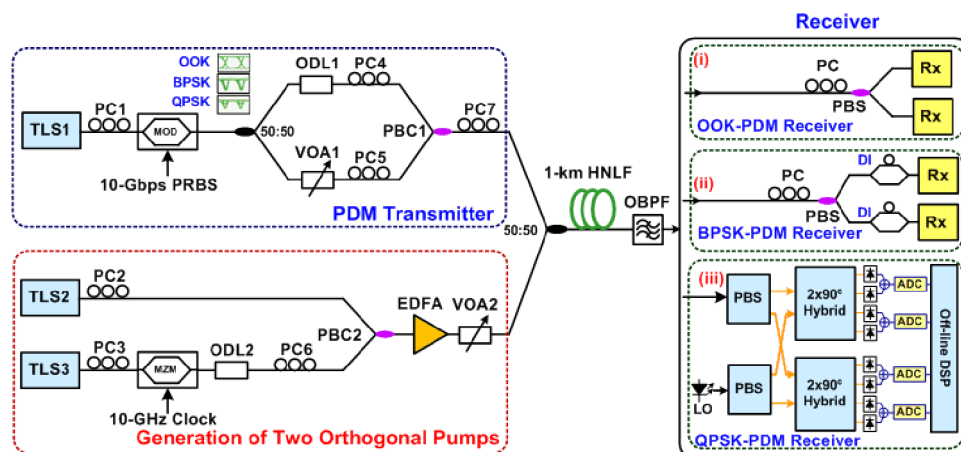 Receiver
OOK
BPSK
QPSK
ODL1
PC4
PC1
TLS1
MOD
50:50
PBC1
PC7
VOA1
PC5
10-Gbps PRBS
PDM Transmitter
1-km HNLF
OBPF
50:50
PC2
TLS2
EDFA
VOA2
PBC2
PC3
ODL2
PC6
TLS3
MZM
10-GHz Clock
Generation of Two Orthogonal Pumps
(i)
PC
Rx
PBS
Rx
OOK-PDM Receiver
(ii)
PC
DI
Rx
PBS
DI
Rx
BPSK-PDM Receiver
(iii)
PBS
2x90º
Hybrid
ADC
ADC
PBS
2x90º
Hybrid
ADC
ADC
LO
Off-line DSP
QPSK-PDM Receiver